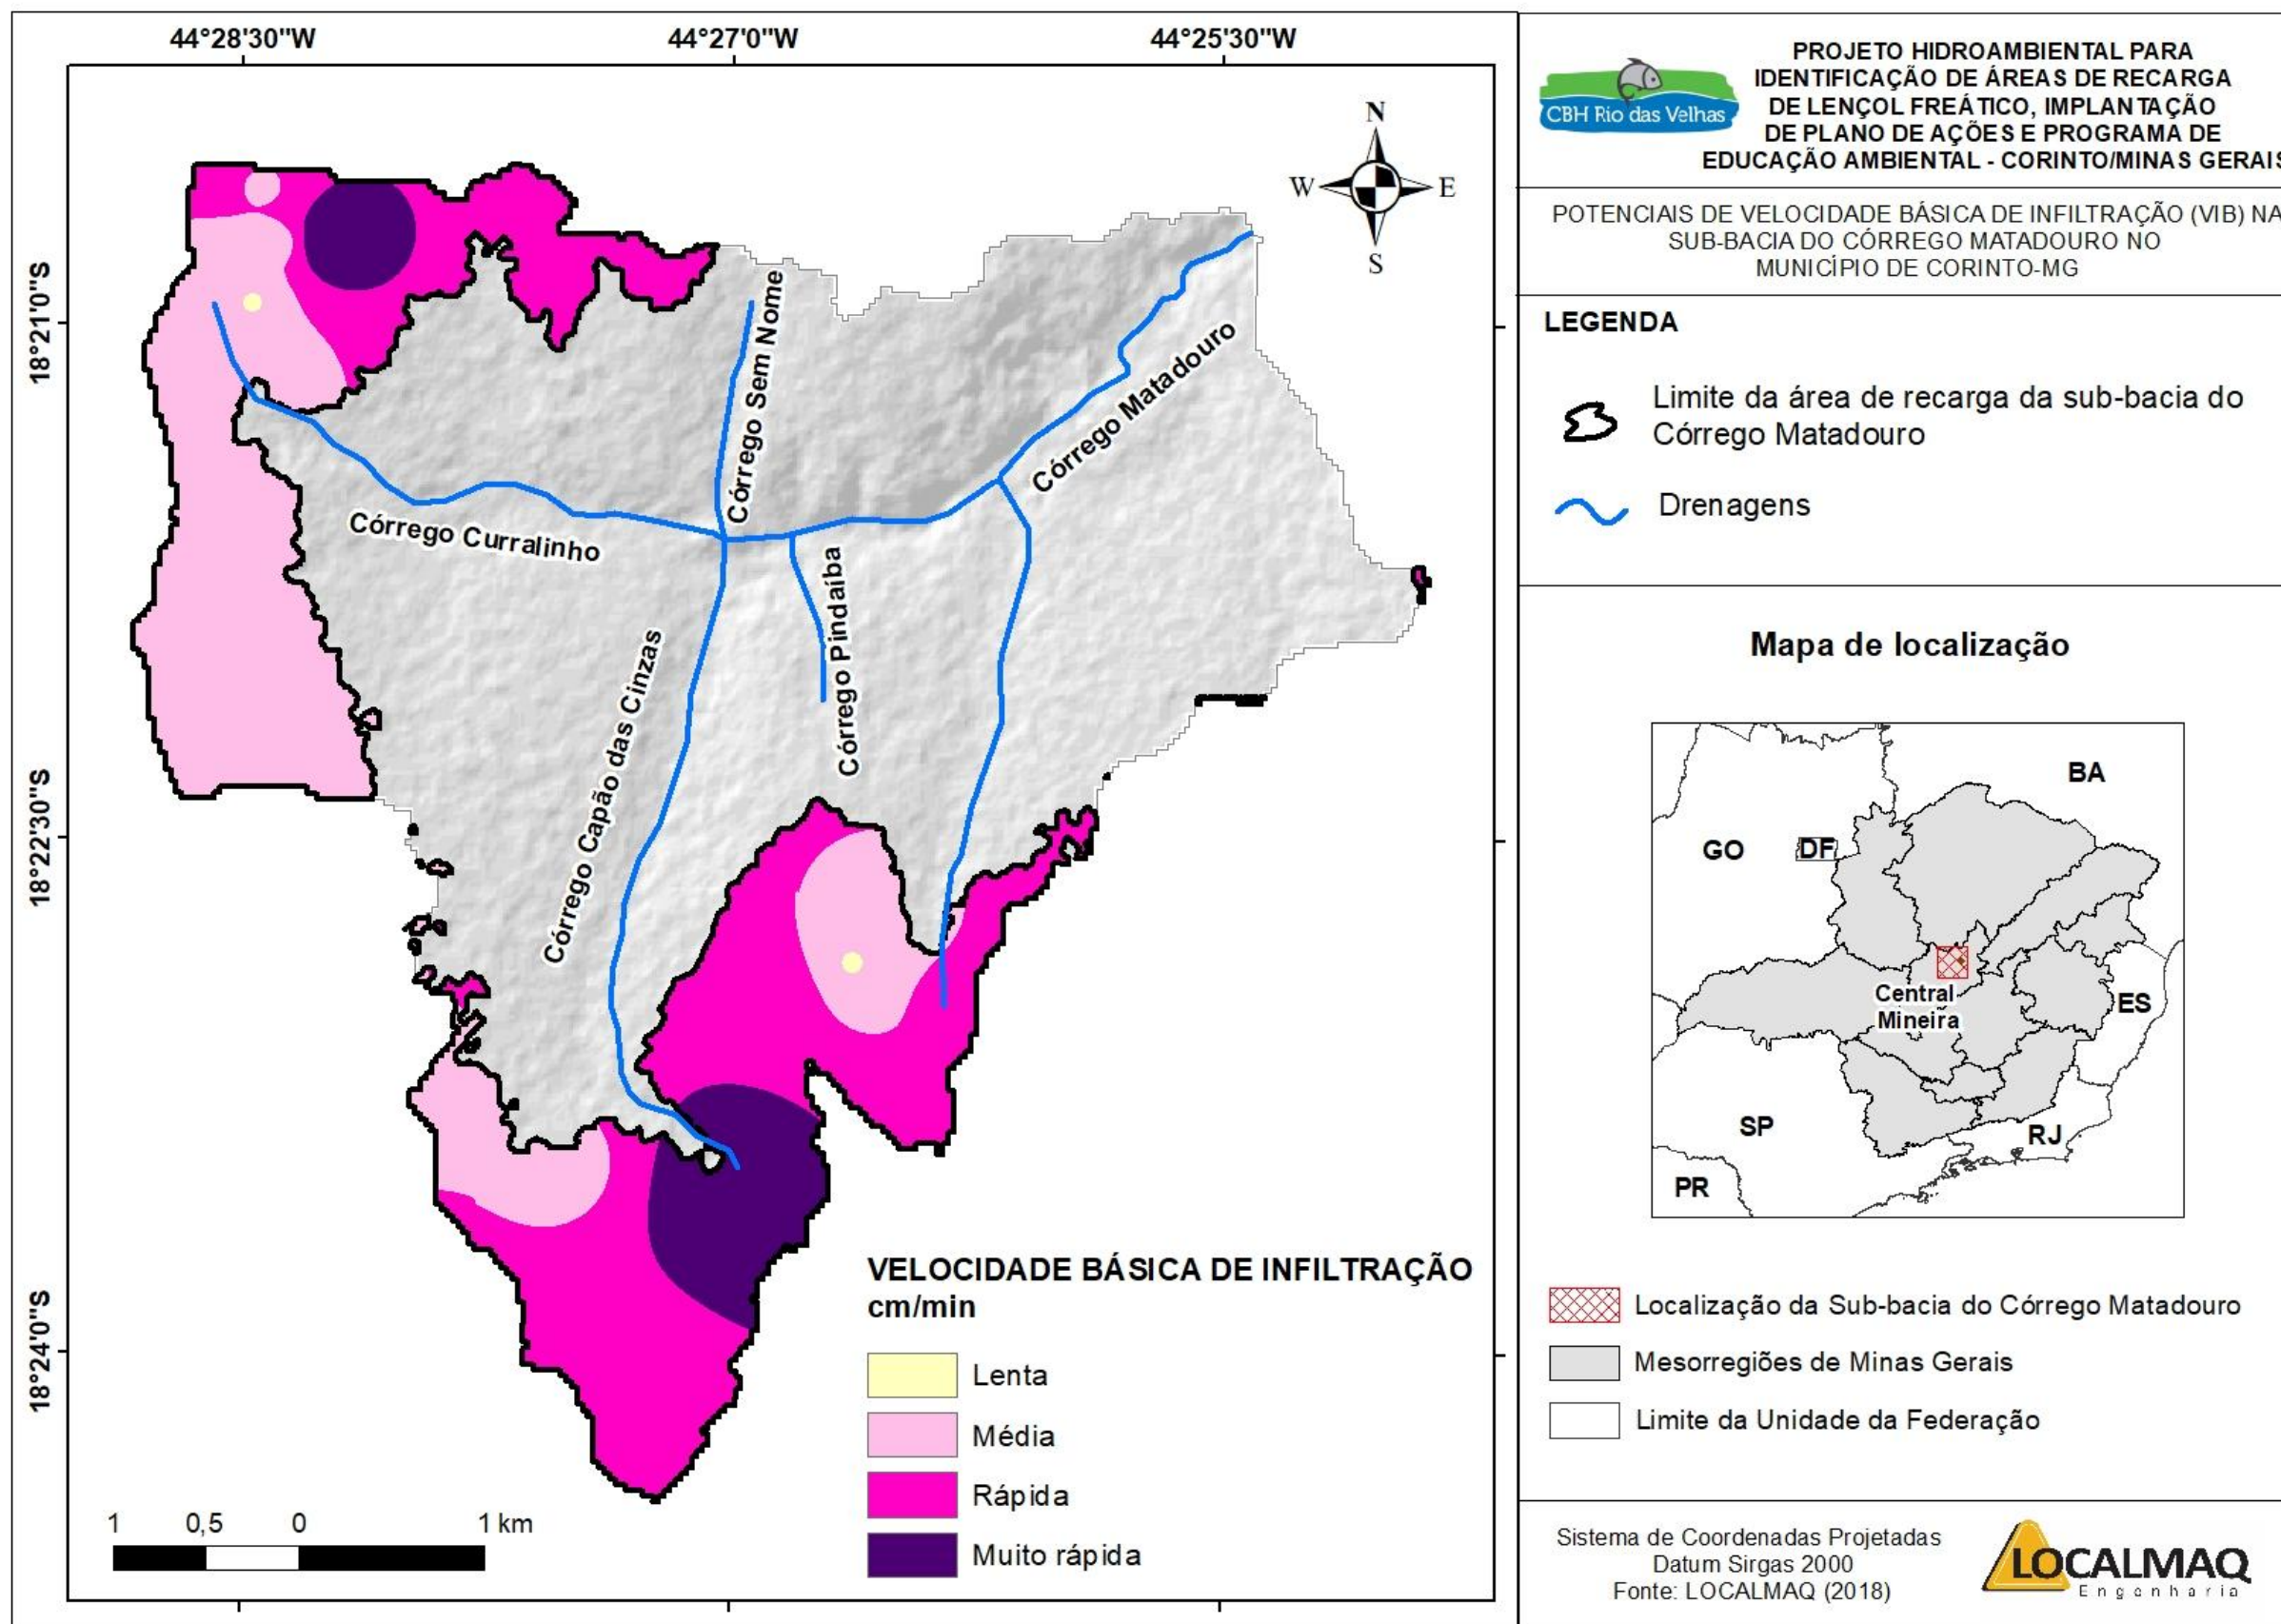 44°28'30"W
44°27'0"W
44°25'30"W
18°21'0"S
18°22'30"S
18°24'0"S
N
W
E
S
Córrego Sem Nome
Córrego Matadouro
Córrego Curralinho
Córrego Pindaíba
Córrego Capão das Cinzas
VELOCIDADE BÁSICA DE INFILTRAÇÃO
cm/min
Lenta
Média
Rápida
Muito rápida
1 0,5 0 1 km
CBH Rio das Velhas
PROJETO HIDROAMBIENTAL PARA
IDENTIFICAÇÃO DE ÁREAS DE RECARGA
DE LENÇOL FREÁTICO, IMPLANTAÇÃO
DE PLANO DE AÇÕES E PROGRAMA DE
EDUCAÇÃO AMBIENTAL - CORINTO/MINAS GERAIS
POTENCIAIS DE VELOCIDADE BÁSICA DE INFILTRAÇÃO (VIB) NA
SUB-BACIA DO CÓRREGO MATADOURO NO
MUNICÍPIO DE CORINTO-MG
LEGENDA
Limite da área de recarga da sub-bacia do
Córrego Matadouro
Drenagens
Mapa de localização
BA
GO
DF
Central
Mineira
ES
SP
RJ
PR
Localização da Sub-bacia do Córrego Matadouro
Mesorregiões de Minas Gerais
Limite da Unidade da Federação
Sistema de Coordenadas Projetadas
Datum Sirgas 2000
Fonte: LOCALMAQ (2018)
LOCALMAQ
Engenharia